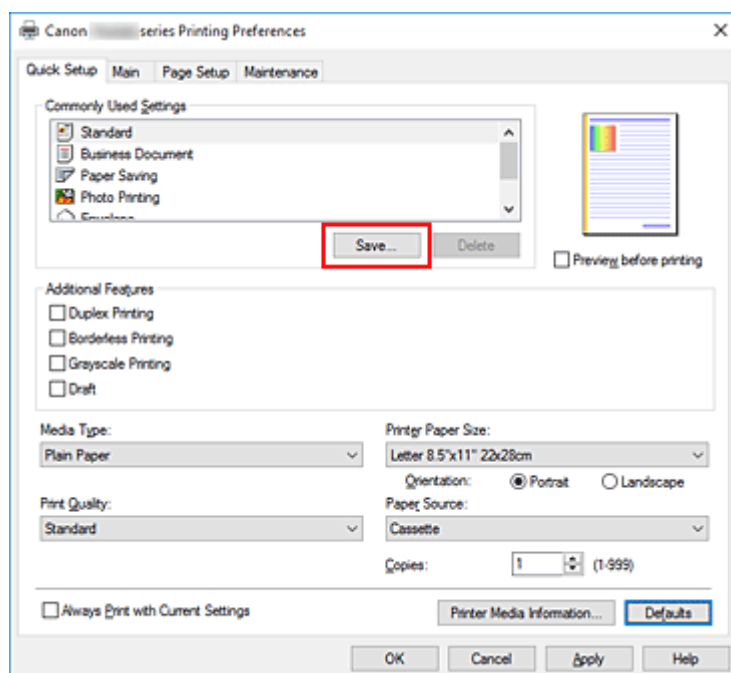 Canon series Printing Preferences
Quick Setup Main Page Setup Maintenance
Commonly Used Settings
Standard
Business Document
Paper Saving
Photo Printing
Envelope
Save... Delete
Preview before printing
Additional Features
Duplex Printing
Borderless Printing
Grayscale Printing
Draft
Media Type: Printer Paper Size:
Plain Paper Letter 8.5"x11" 22x28cm
Orientation: Portrait Landscape
Print Quality: Paper Source:
Standard Cassette
Copies: 1 (1-999)
Always Print with Current Settings Printer Media Information... Defaults
OK Cancel Apply Help